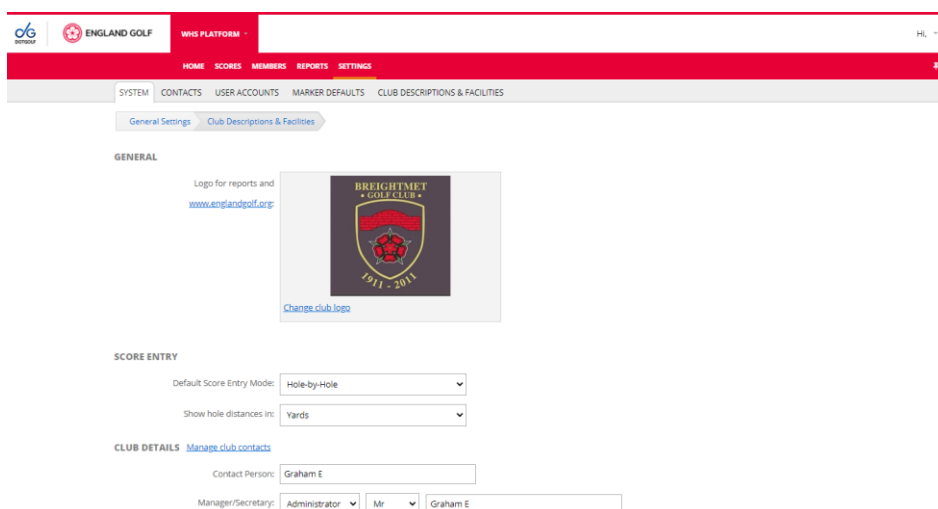 DG
DOTGOLF
ENGLAND GOLF
WHS PLATFORM
Hi,
HOME SCORES MEMBERS REPORTS SETTINGS
SYSTEM CONTACTS USER ACCOUNTS MARKER DEFAULTS CLUB DESCRIPTIONS & FACILITIES
General Settings Club Descriptions & Facilities
GENERAL
Logo for reports and
www.englandgolf.org:
BREIGHTMET
• GOLF CLUB •
1911 - 2011
Change club logo
SCORE ENTRY
Default Score Entry Mode: Hole-by-Hole
Show hole distances in: Yards
CLUB DETAILS Manage club contacts
Contact Person: Graham E
Manager/Secretary: Administrator Mr Graham E